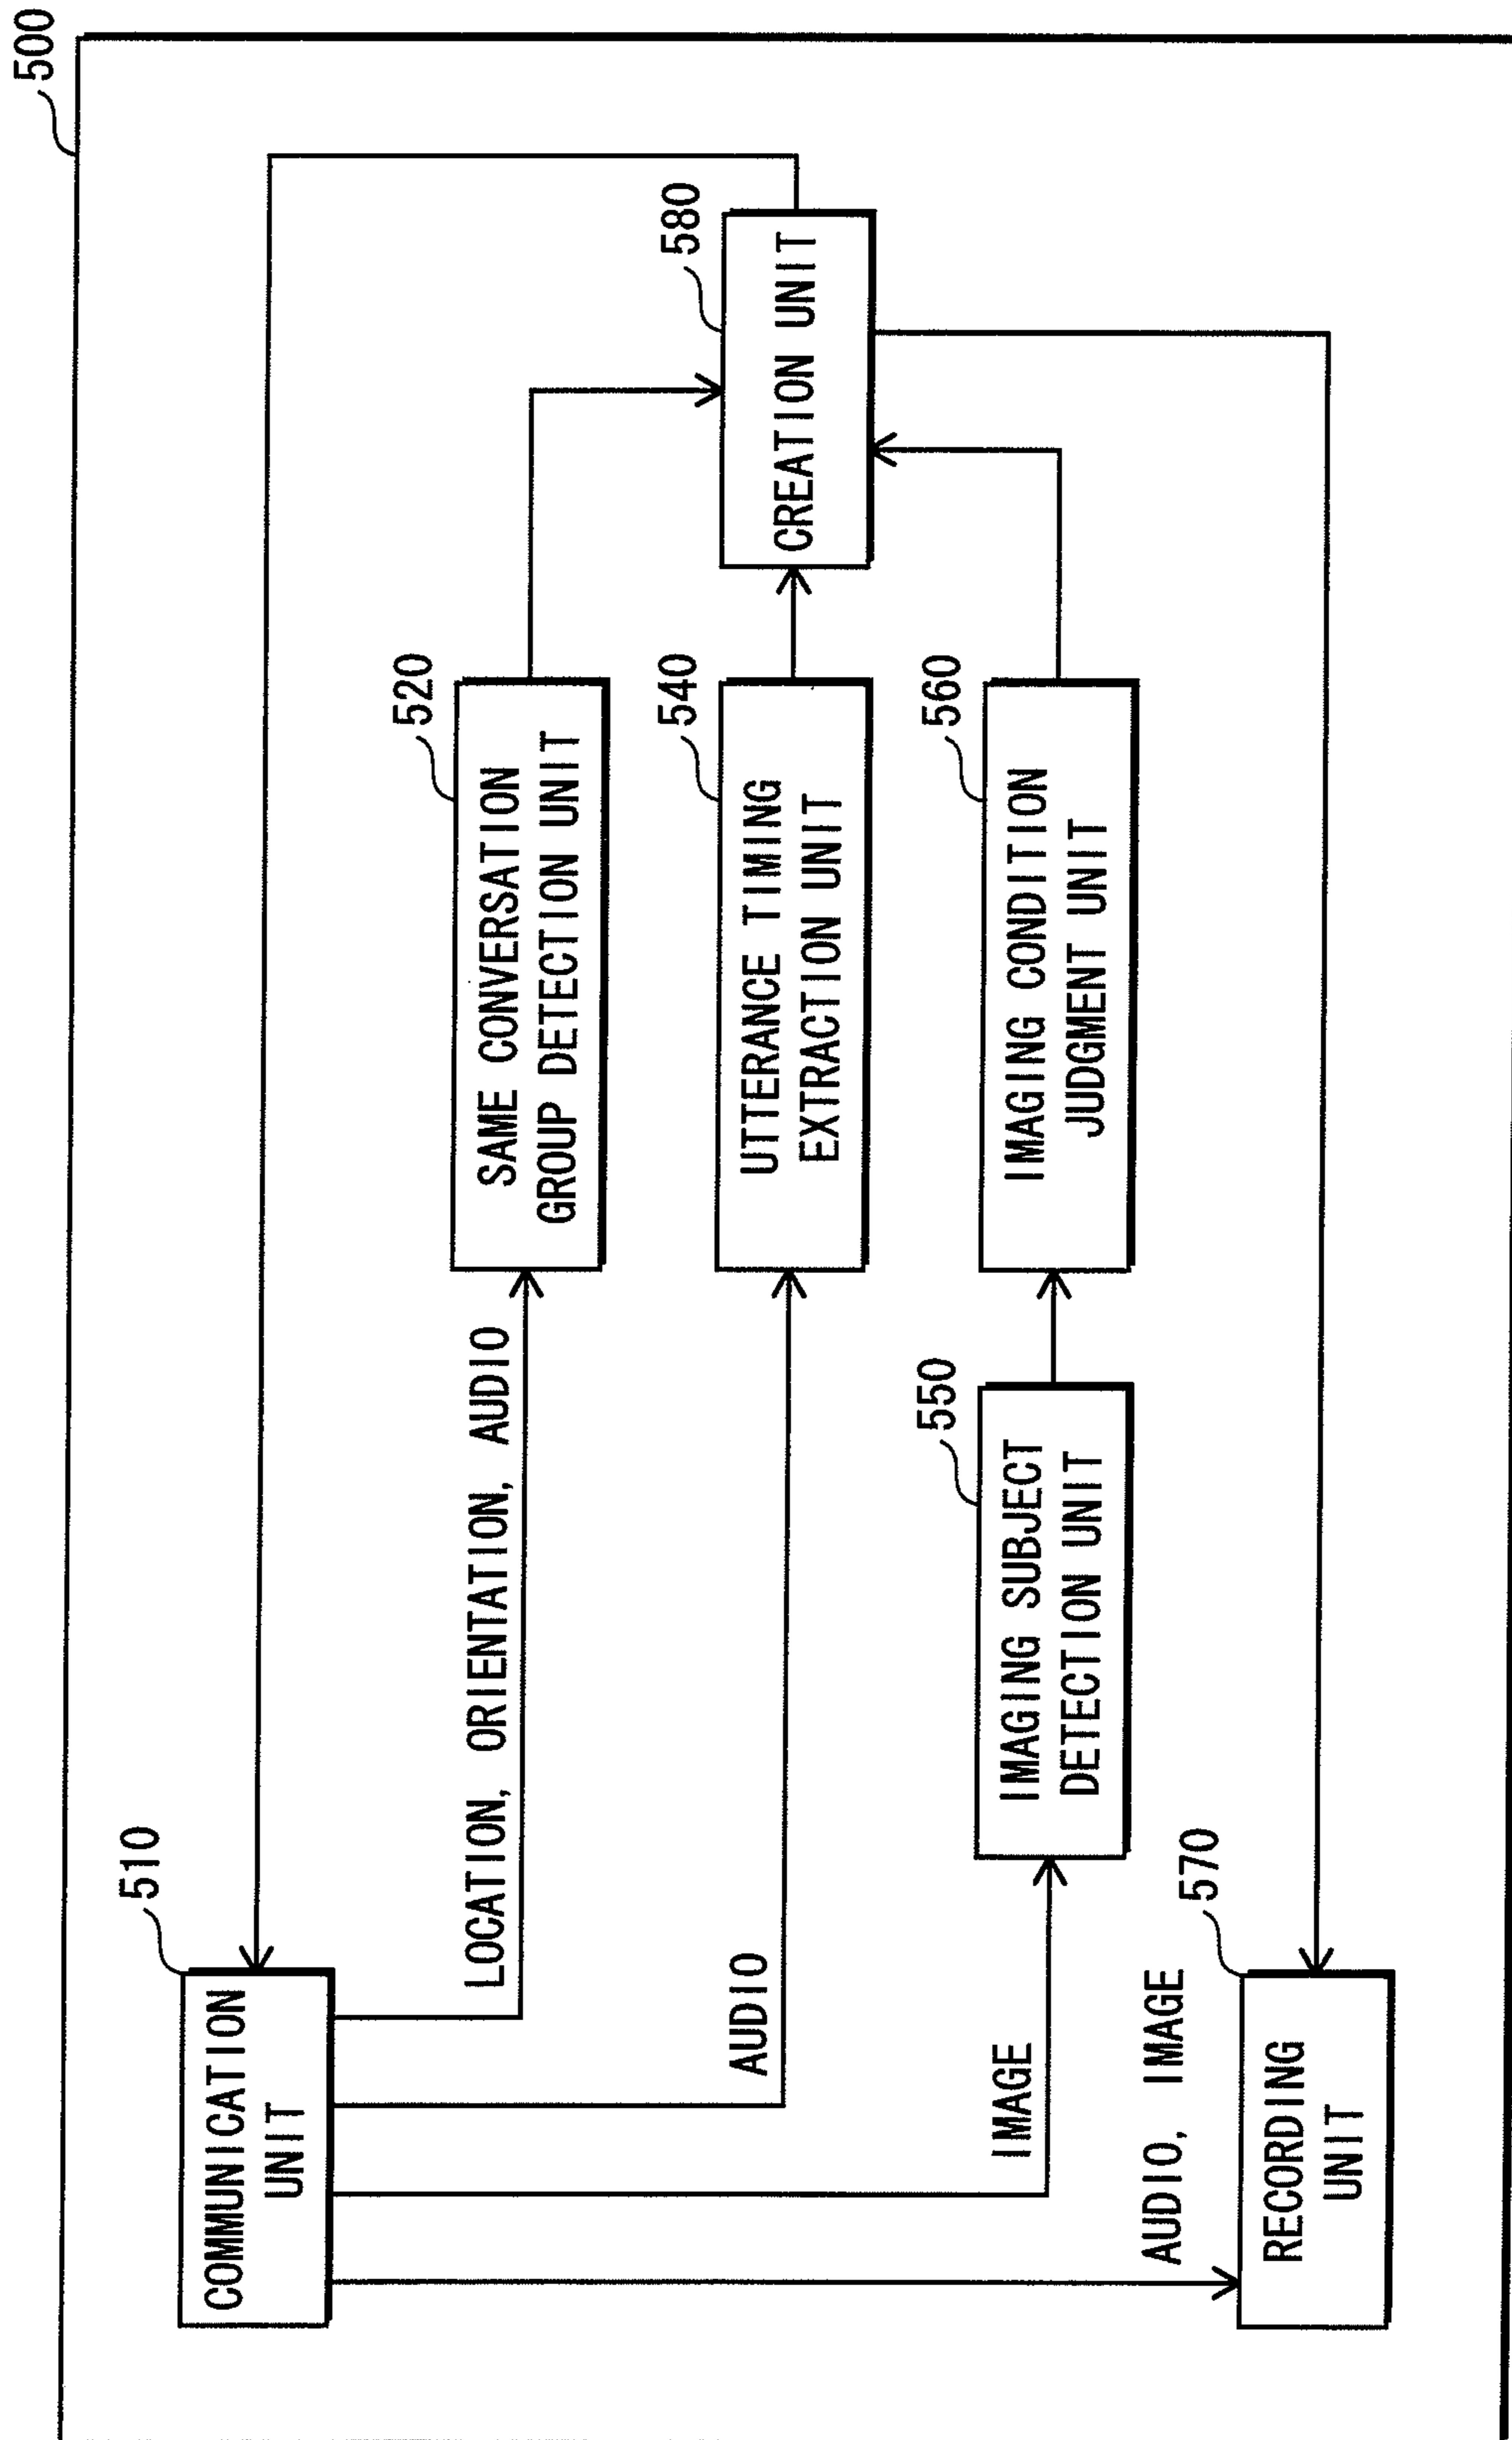 500
510
COMMUNICATION
UNIT
LOCATION, ORIENTATION, AUDIO
520
SAME CONVERSATION
GROUP DETECTION UNIT
580
CREATION UNIT
AUDIO
540
UTTERANCE TIMING
EXTRACTION UNIT
IMAGE
550
IMAGING SUBJECT
DETECTION UNIT
560
IMAGING CONDITION
JUDGMENT UNIT
AUDIO, IMAGE
570
RECORDING
UNIT